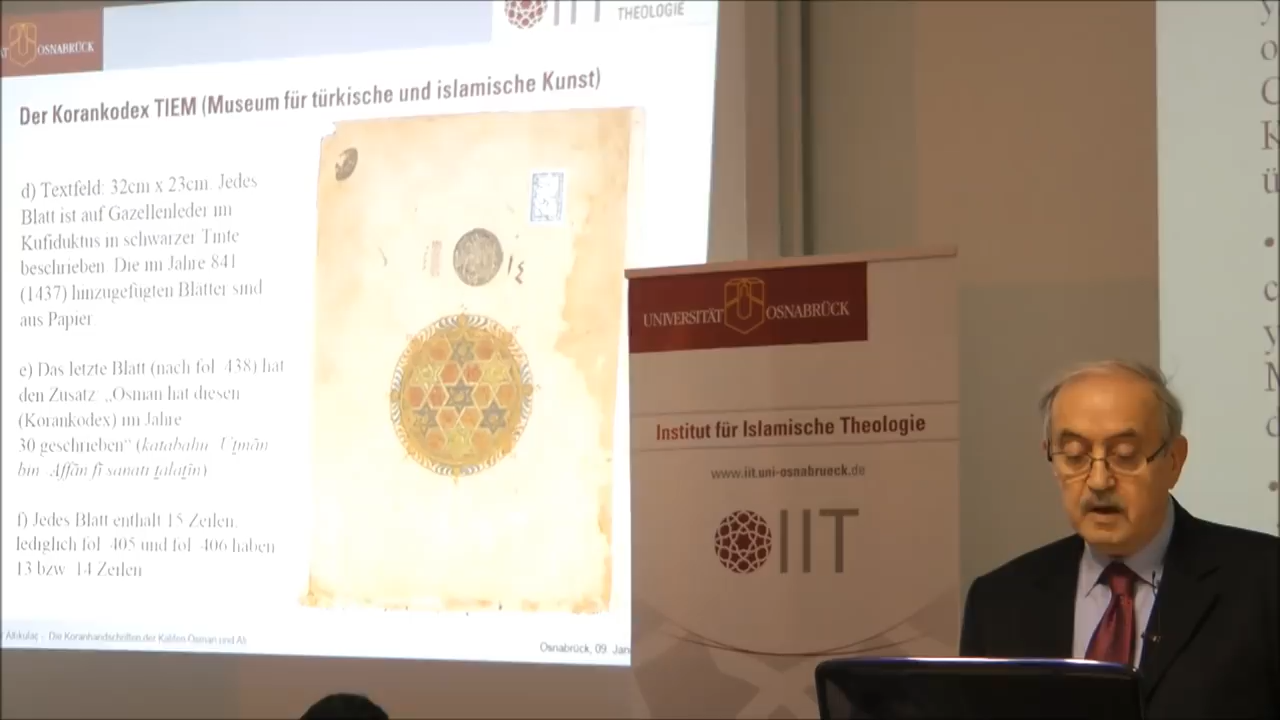 OSNABRÜCK
IIT
THEOLOGIE
Der Korankodex TIEM (Museum für türkische und islamische Kunst)
d) Textfeld: 32cm x 23cm. Jedes
Blatt ist auf Gazellenleder im
Kufiduktus in schwarzer Tinte
beschrieben. Die im Jahre 841
(1437) hinzugefügten Blätter sind
aus Papier
e) Das letzte Blatt (nach fol. 438) hat
den Zusatz: „Osman hat diesen
(Korankodex) im Jahre
30 geschrieben“ (katabahu ʿUṯmān
bin ʿAffān fī sanati ṯalāṯīn)
f) Jedes Blatt enthält 15 Zeilen,
lediglich fol. 405 und fol. 406 haben
13 bzw. 14 Zeilen
Altıkulaç - Die Koranhandschriften der Kalifen Osman und Ali
Osnabrück, 09. Jan
١٤
UNIVERSITÄT OSNABRÜCK
Institut für Islamische Theologie
www.iit.uni-osnabrueck.de
IIT